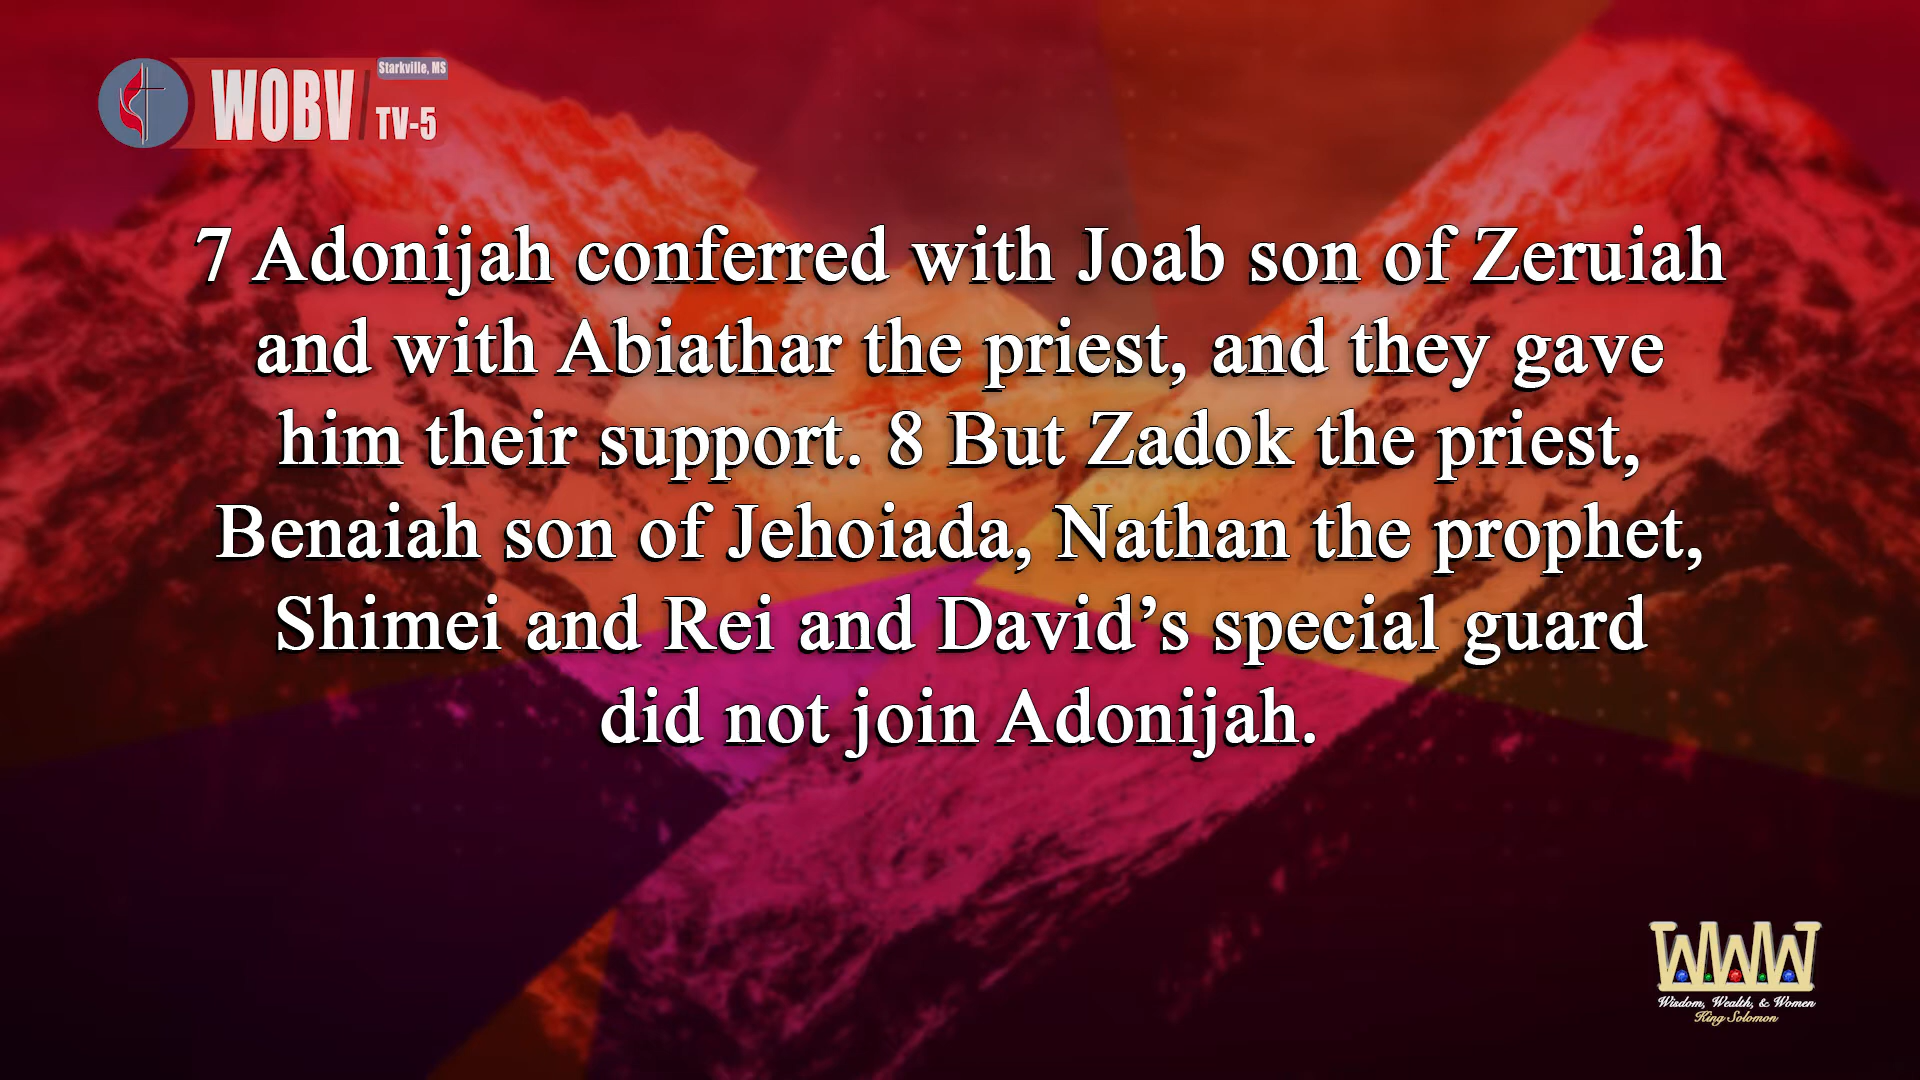 Starkville, MS
WOBV
TV-5
7 Adonijah conferred with Joab son of Zeruiah
and with Abiathar the priest, and they gave
him their support. 8 But Zadok the priest,
Benaiah son of Jehoiada, Nathan the prophet,
Shimei and Rei and David’s special guard
did not join Adonijah.
WWW
Wisdom, Wealth, & Women
King Solomon